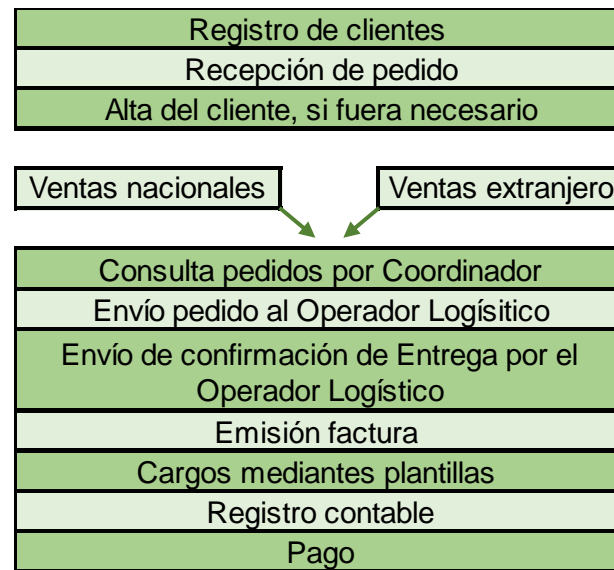 Registro de clientes
Recepción de pedido
Alta del cliente, si fuera necesario
Ventas nacionales
Ventas extranjero
Consulta pedidos por Coordinador
Envío pedido al Operador Logísitico
Envío de confirmación de Entrega por el
Operador Logístico
Emisión factura
Cargos mediantes plantillas
Registro contable
Pago